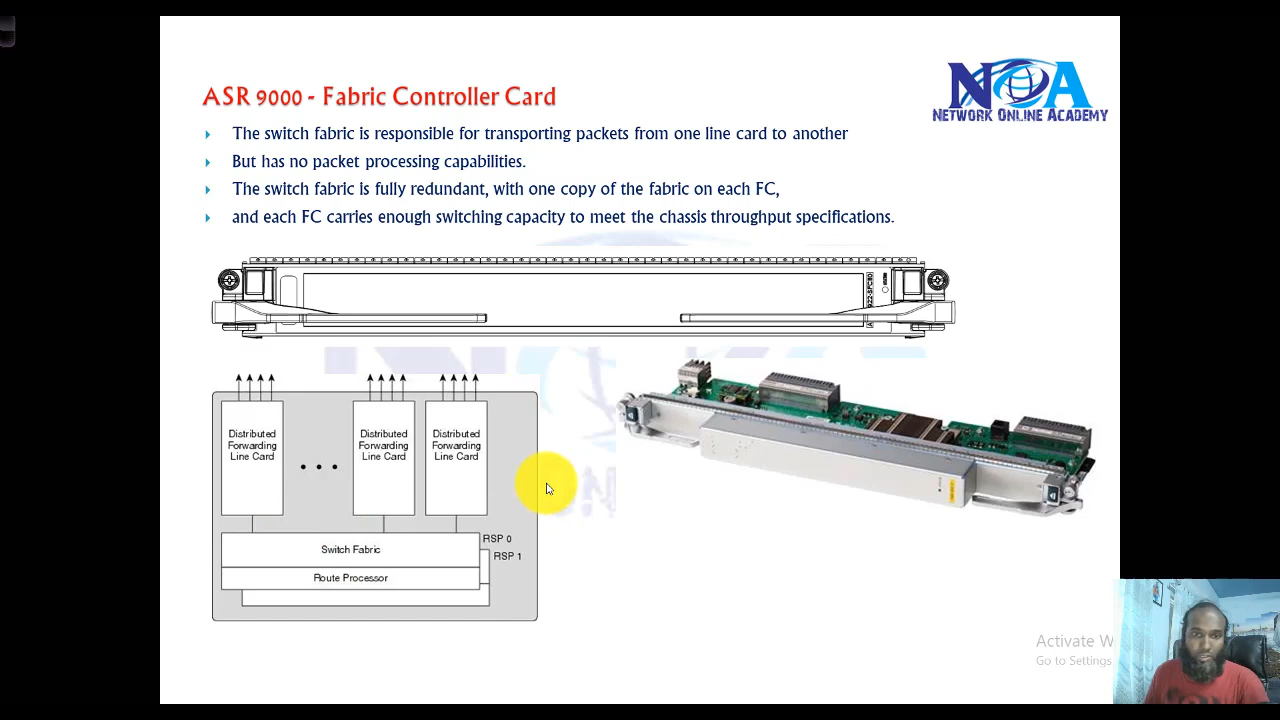 ASR 9000 - Fabric Controller Card
NOA
NETWORK ONLINE ACADEMY
The switch fabric is responsible for transporting packets from one line card to another
But has no packet processing capabilities.
The switch fabric is fully redundant, with one copy of the fabric on each FC,
and each FC carries enough switching capacity to meet the chassis throughput specifications.
Distributed
Forwarding
Line Card
Distributed
Forwarding
Line Card
Distributed
Forwarding
Line Card
Switch Fabric
RSP 0
RSP 1
Route Processor
Activate W
Go to Settings